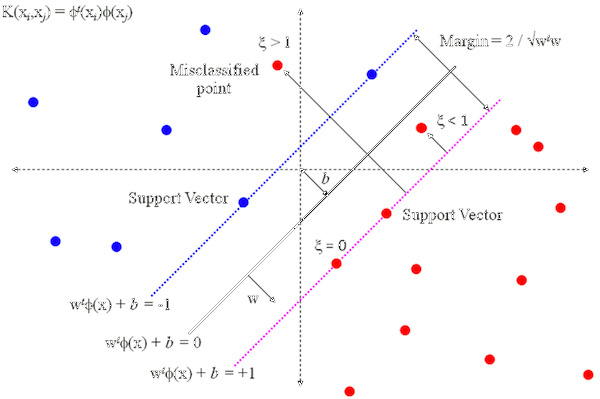 K(xᵢ,xⱼ) = ϕᵗ(xᵢ)ϕ(xⱼ)
ξ > 1
Margin = 2 / √wᵗw
Misclassified
point
ξ < 1
b
Support Vector
Support Vector
ξ = 0
w
wᵗϕ(x) + b = -1
wᵗϕ(x) + b = 0
wᵗϕ(x) + b = +1